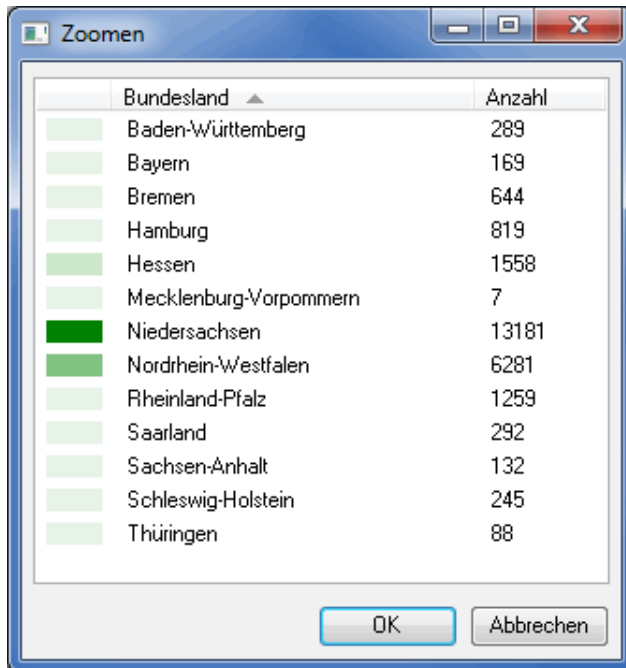 Zoomen
Bundesland Anzahl
Baden-Württemberg 289
Bayern 169
Bremen 644
Hamburg 819
Hessen 1558
Mecklenburg-Vorpommern 7
Niedersachsen 13181
Nordrhein-Westfalen 6281
Rheinland-Pfalz 1259
Saarland 292
Sachsen-Anhalt 132
Schleswig-Holstein 245
Thüringen 88
OK Abbrechen